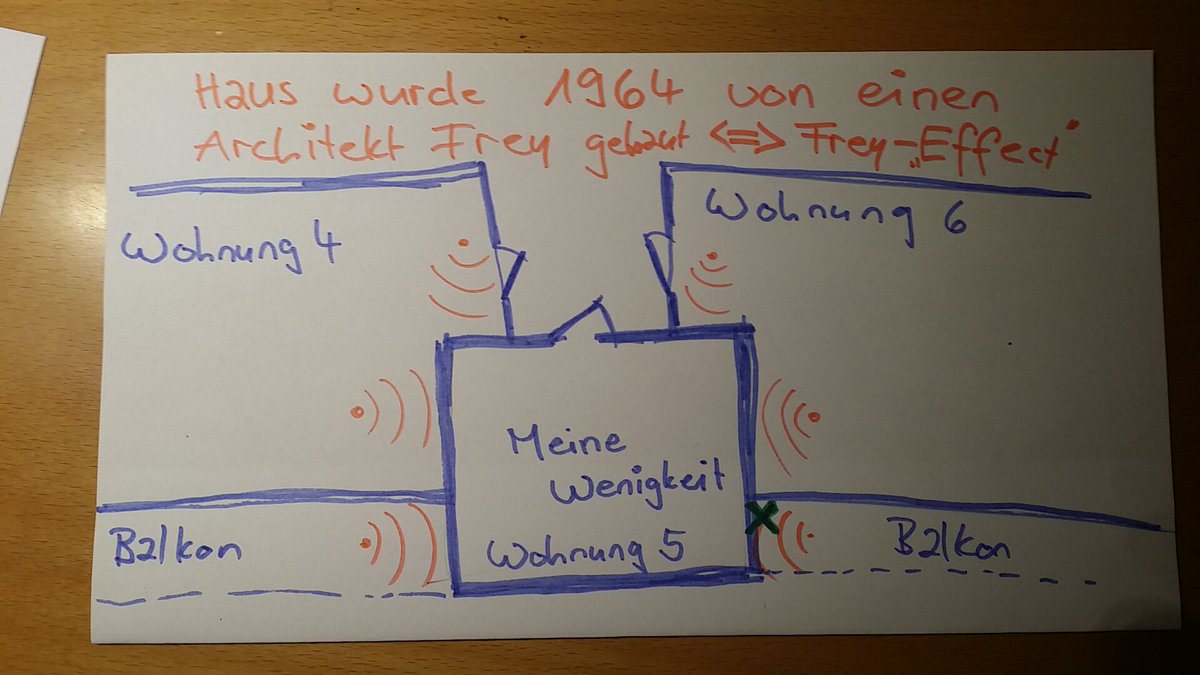 Haus wurde 1964 von einen
Architekt Frey gebaut <=> Frey-„Effect"
Wohnung 4
Wohnung 6
Meine
Wenigkeit
Wohnung 5
Balkon
Balkon